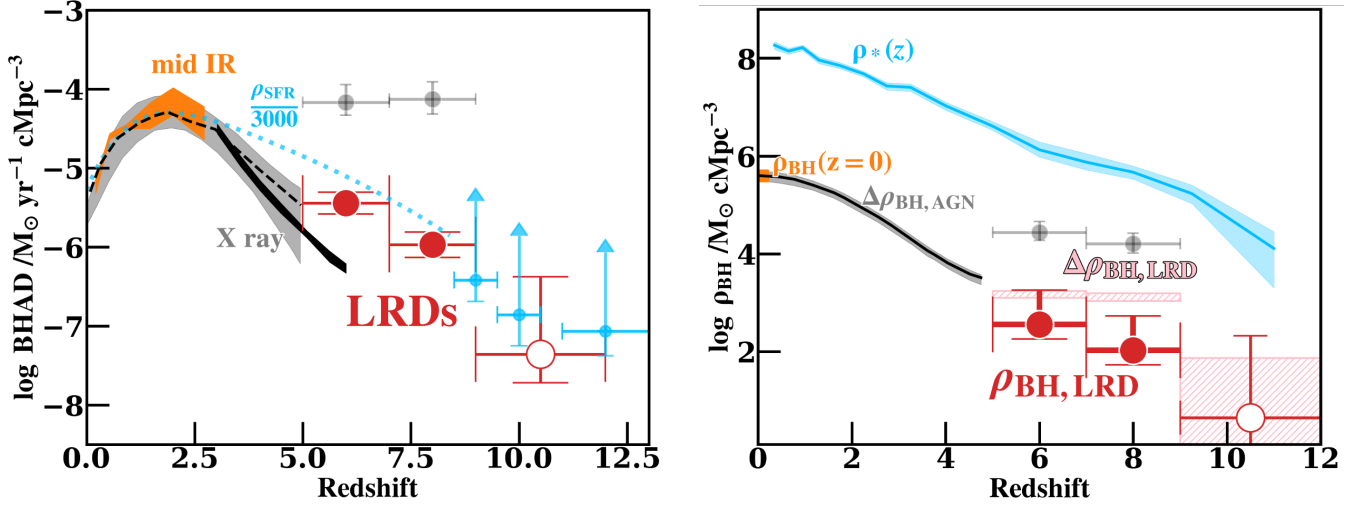 log BHAD /M⊙ yr⁻¹ cMpc⁻³
−3
−4
−5
−6
−7
−8
mid IR
ρSFR
3000
X ray
LRDs
0.0
2.5
5.0
7.5
10.0
12.5
Redshift
log ρBH /M⊙ cMpc⁻³
8
6
4
2
ρ*(z)
ρBH(z = 0)
ΔρBH, AGN
ΔρBH, LRD
ρBH, LRD
0
2
4
6
8
10
12
Redshift